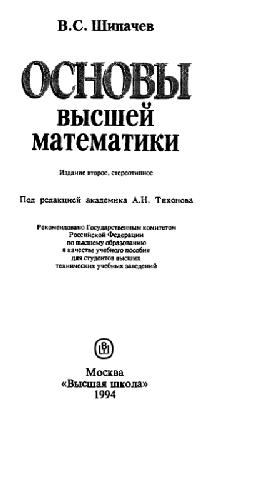 В.С. Шипачев
ОСНОВЫ
ВЫСШЕЙ
МАТЕМАТИКИ
Издание второе, стереотипное
Под редакцией академика А.Н. Тихонова
Рекомендовано Государственным комитетом
Российской Федерации
по высшему образованию
в качестве учебного пособия
для студентов высших
технических учебных заведений
Москва
«Высшая школа»
1994